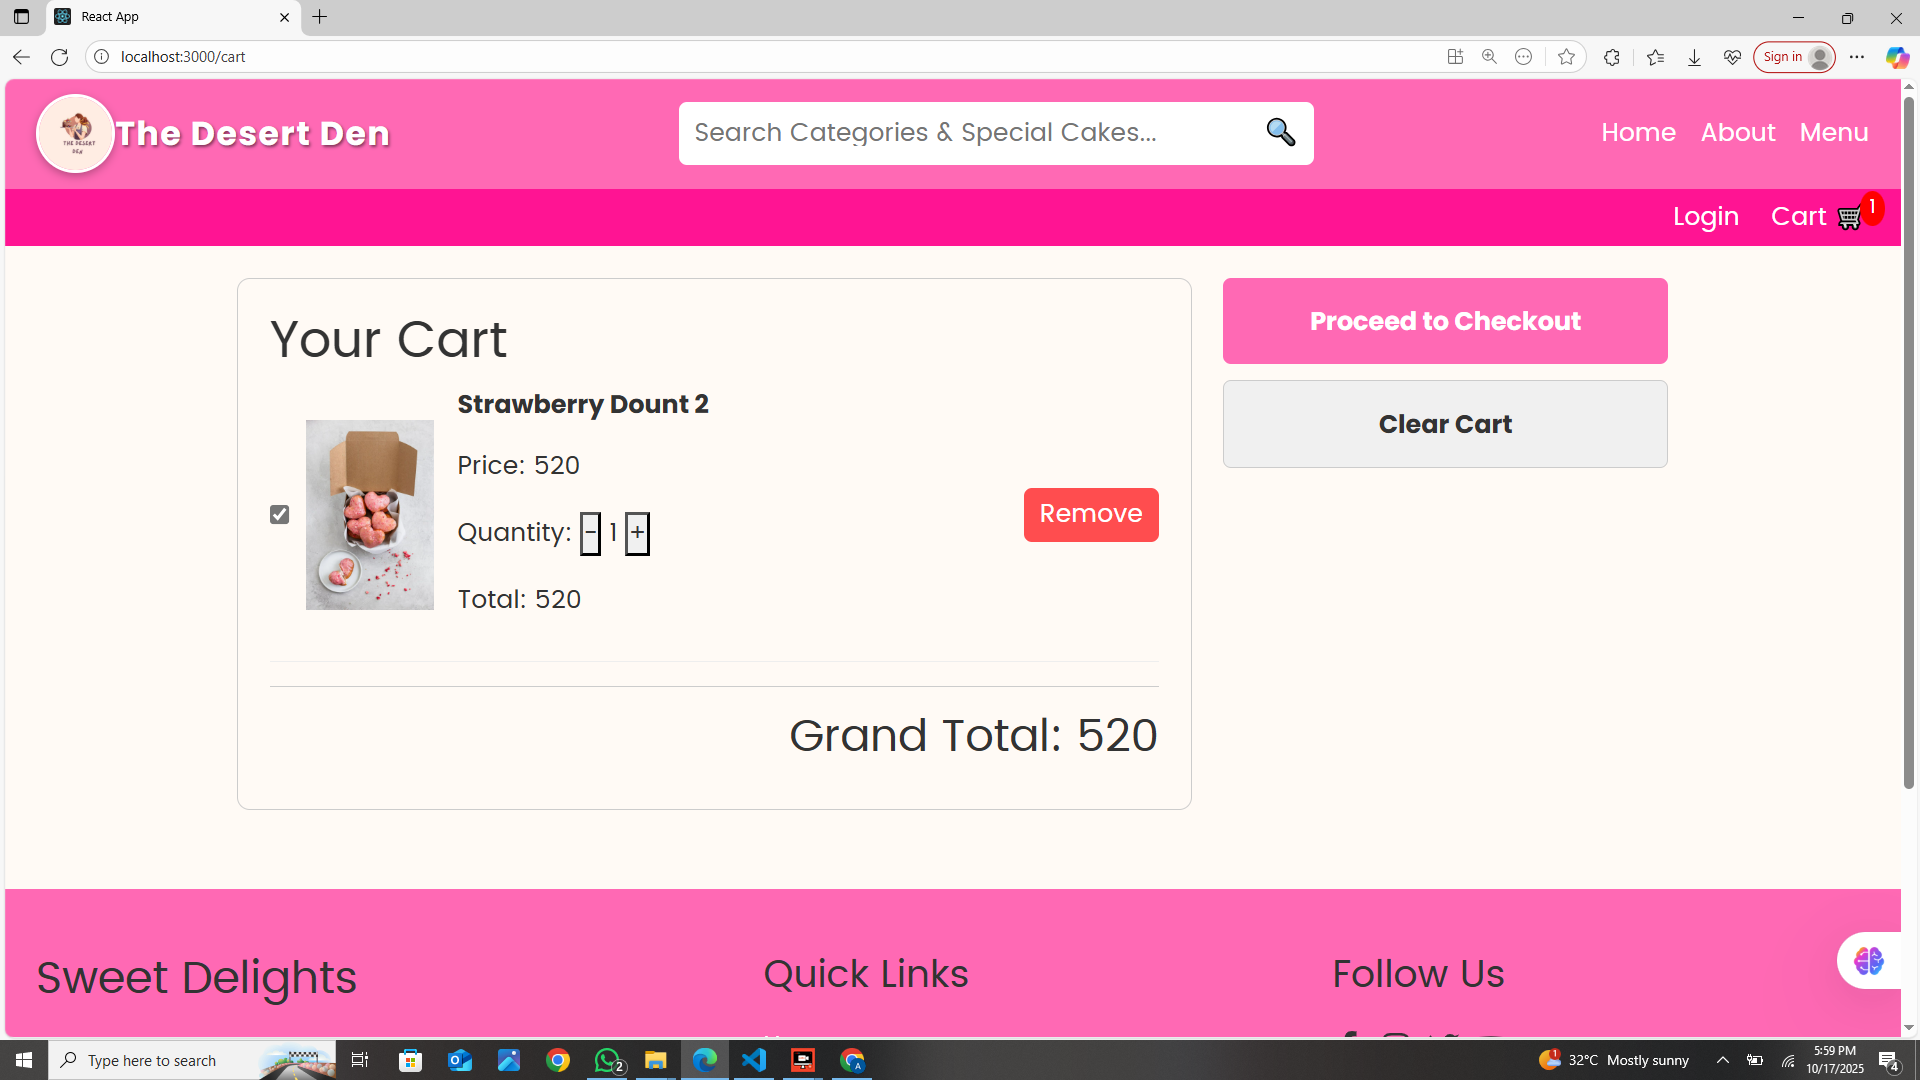 React App
localhost:3000/cart
Sign in
THE DESERT
DEN
The Desert Den
Search Categories & Special Cakes...
Home
About
Menu
Login
Cart
1
Your Cart
Strawberry Dount 2
Price: 520
Quantity: - 1 +
Total: 520
Remove
Grand Total: 520
Proceed to Checkout
Clear Cart
Sweet Delights
Quick Links
Follow Us
Type here to search
2
A
1
32°C Mostly sunny
5:59 PM
10/17/2025
4